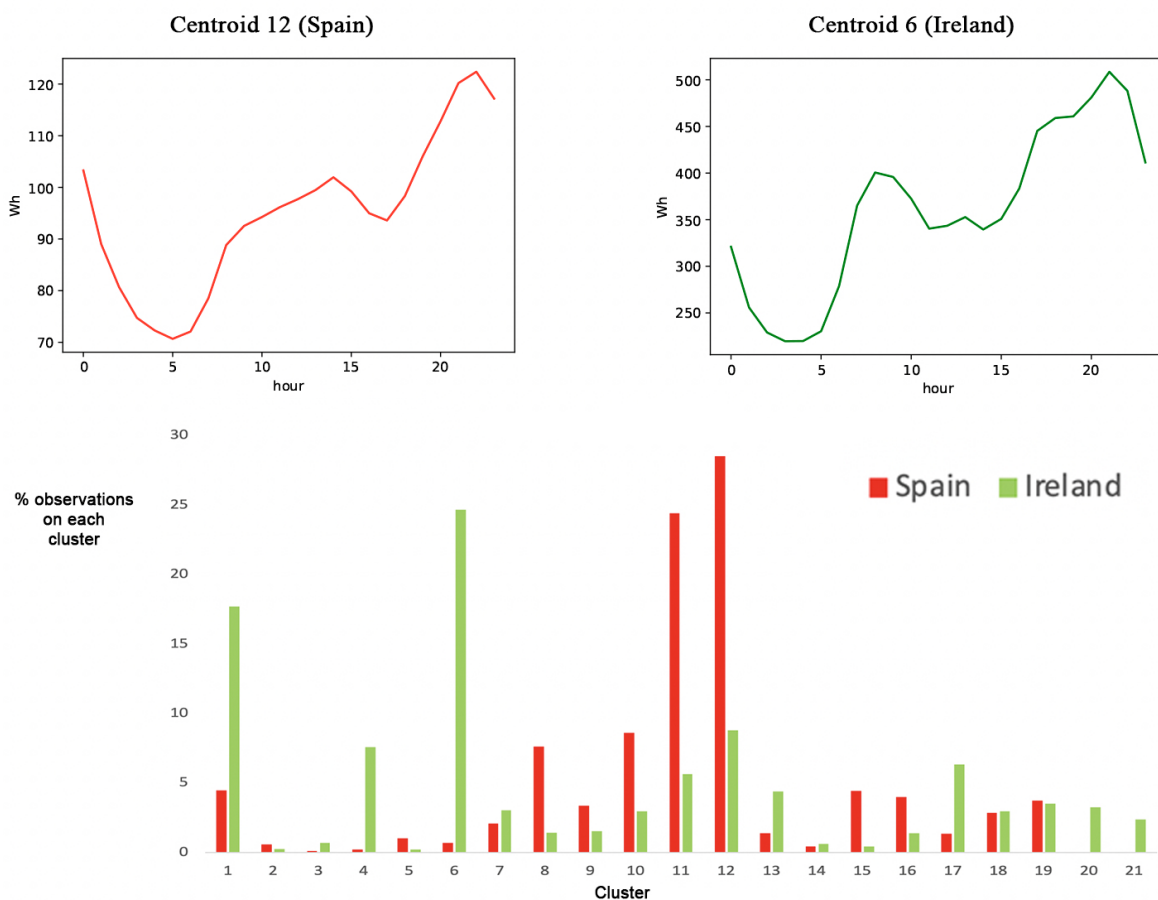 Centroid 12 (Spain)
Centroid 6 (Ireland)
120
110
100
90
80
70
Wh
0 5 10 15 20
hour
500
450
400
350
300
250
Wh
0 5 10 15 20
hour
30
25
20
15
10
5
0
% observations
on each
cluster
Spain Ireland
1 2 3 4 5 6 7 8 9 10 11 12 13 14 15 16 17 18 19 20 21
Cluster